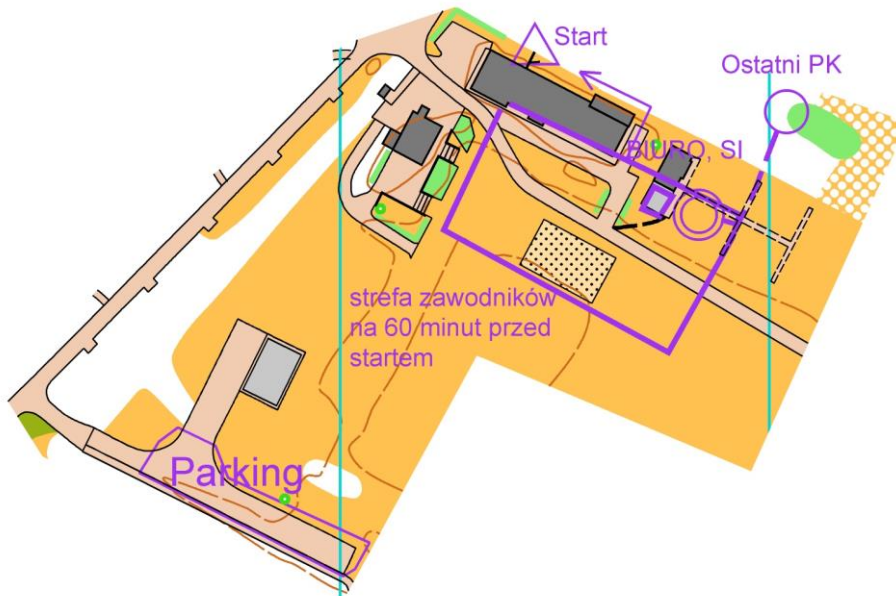 Start
Ostatni PK
BIURO, SI
strefa zawodników
na 60 minut przed
startem
Parking